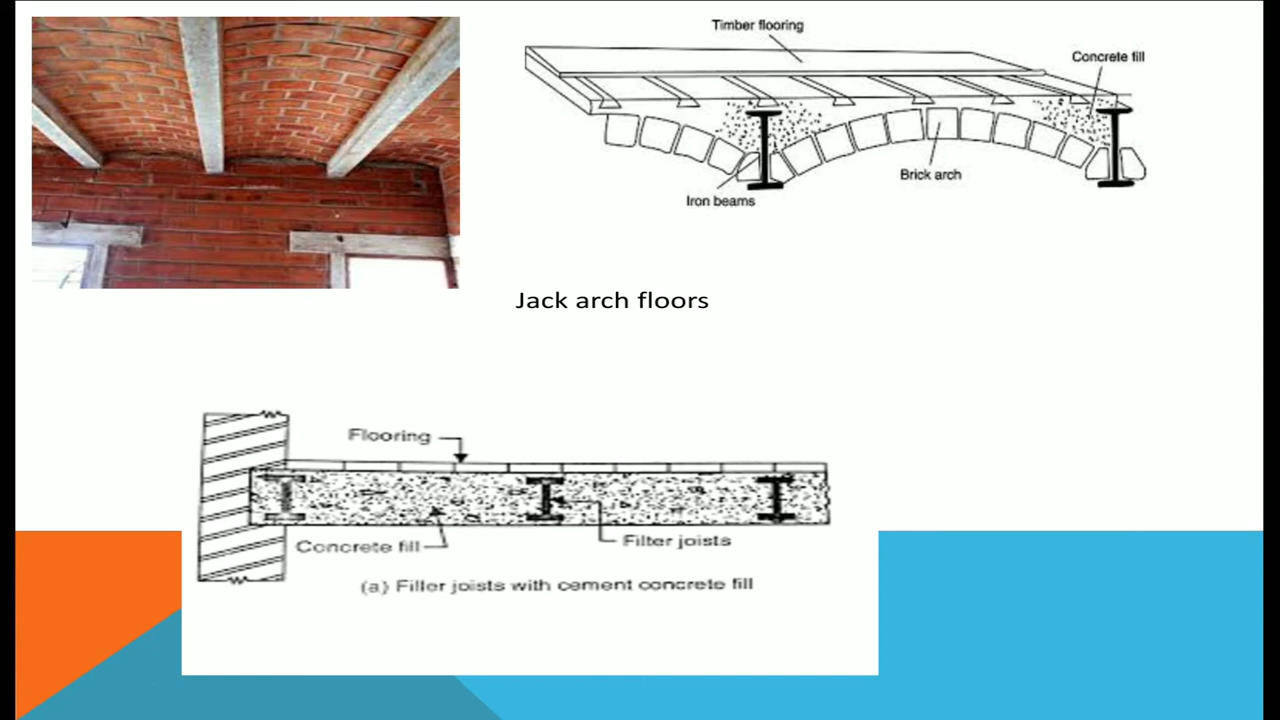 Timber flooring
Concrete fill
Brick arch
Iron beams
Jack arch floors
Flooring
Concrete fill
Filter joists
(a) Filler joists with cement concrete fill